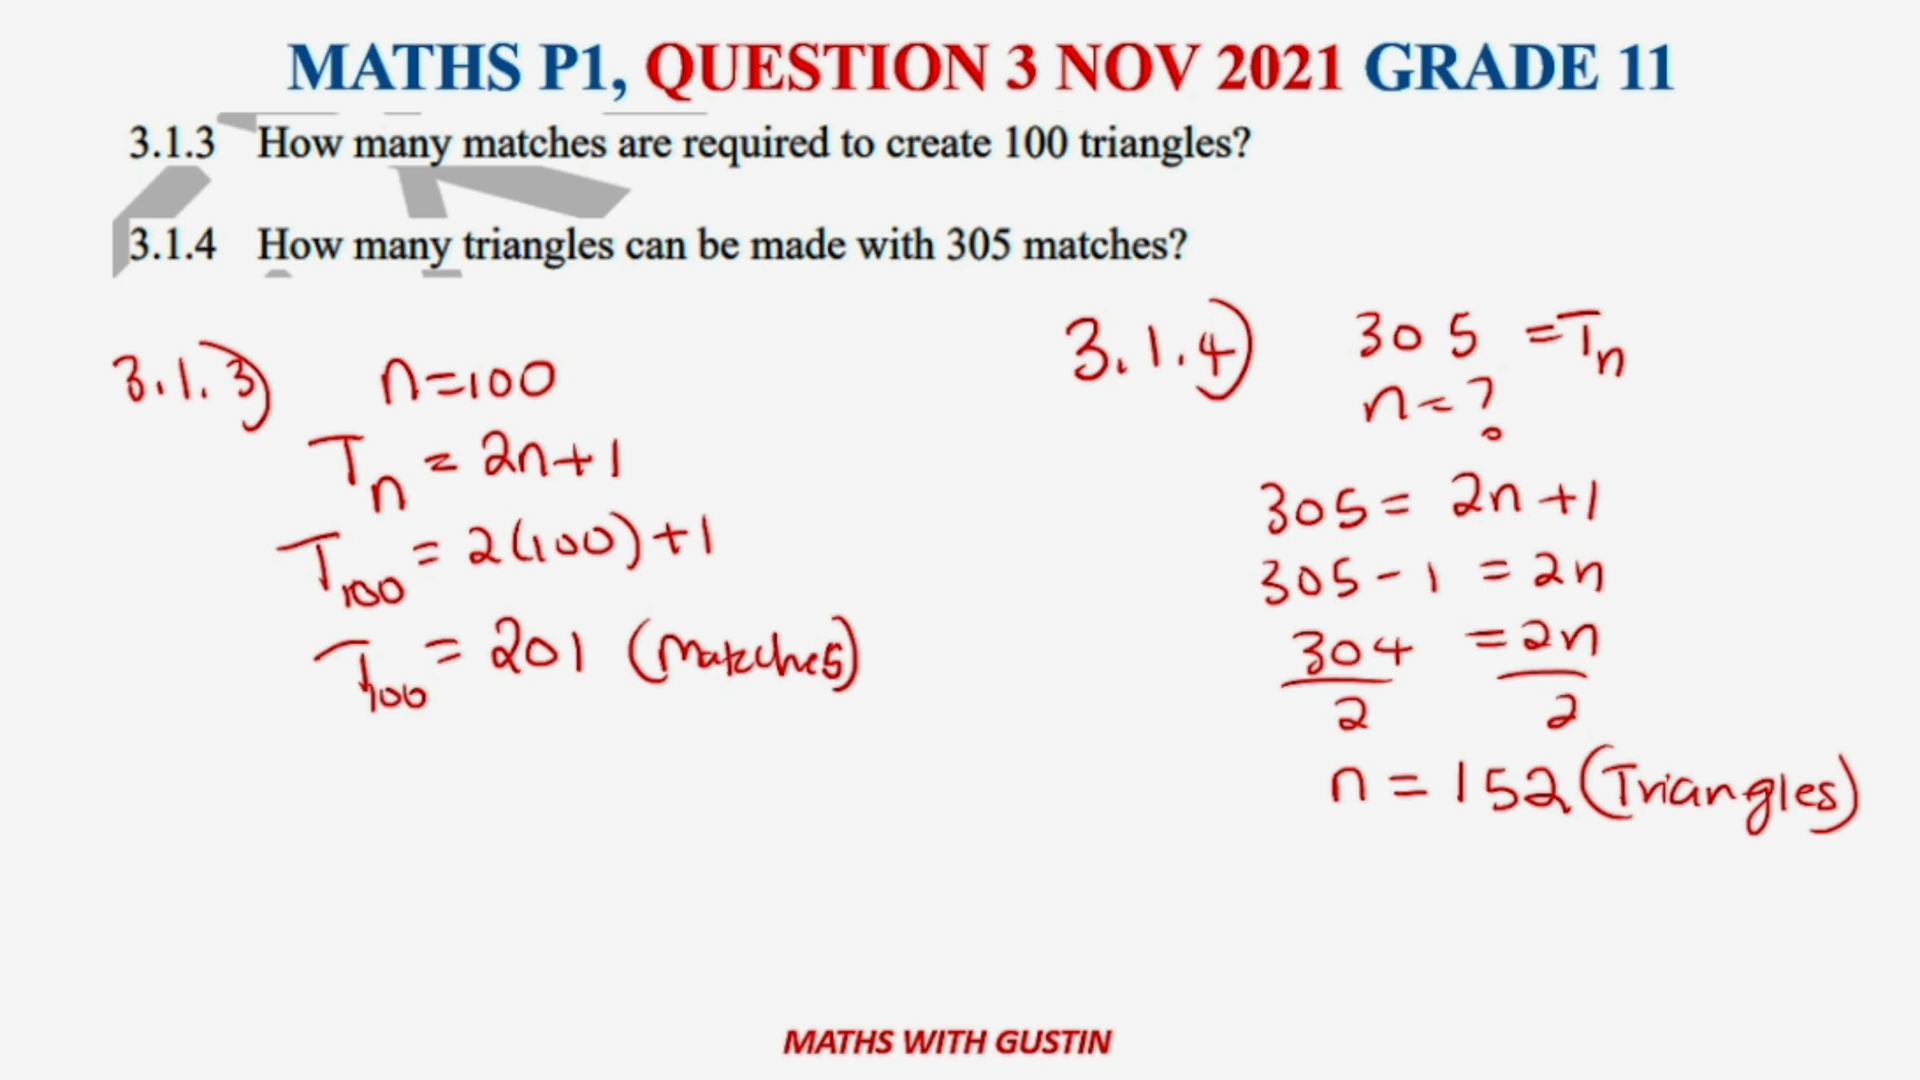 MATHS P1, QUESTION 3 NOV 2021 GRADE 11
3.1.3 How many matches are required to create 100 triangles?
3.1.4 How many triangles can be made with 305 matches?
3.1.3) n=100
Tn = 2n+1
T100 = 2(100)+1
T100 = 201 (Matches)
3.1.4) 305 = Tn
n = ?
305 = 2n+1
305-1 = 2n
304 = 2n
2 2
n = 152 (Triangles)
MATHS WITH GUSTIN